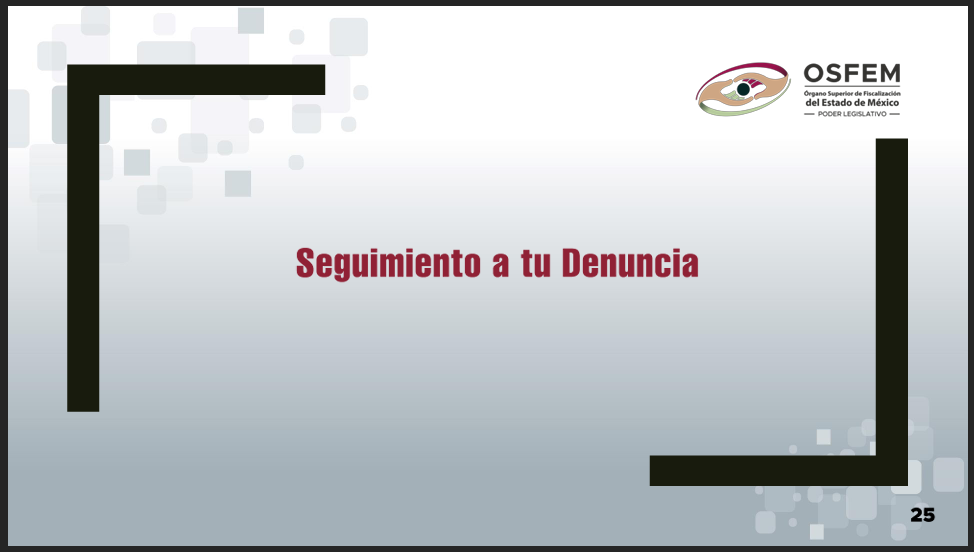 OSFEM
Órgano Superior de Fiscalización
del Estado de México
PODER LEGISLATIVO
Seguimiento a tu Denuncia
25